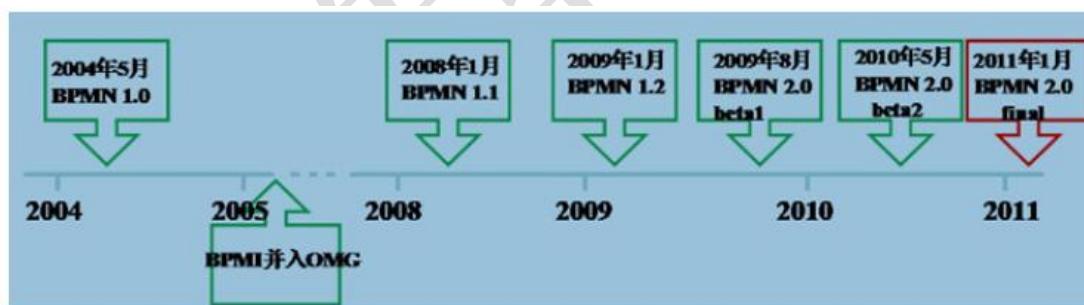 2004年5月
BPMN 1.0
2008年1月
BPMN 1.1
2009年1月
BPMN 1.2
2009年8月
BPMN 2.0
beta1
2010年5月
BPMN 2.0
beta2
2011年1月
BPMN 2.0
final
2004
2005
2008
2009
2010
2011
BPMI并入OMG